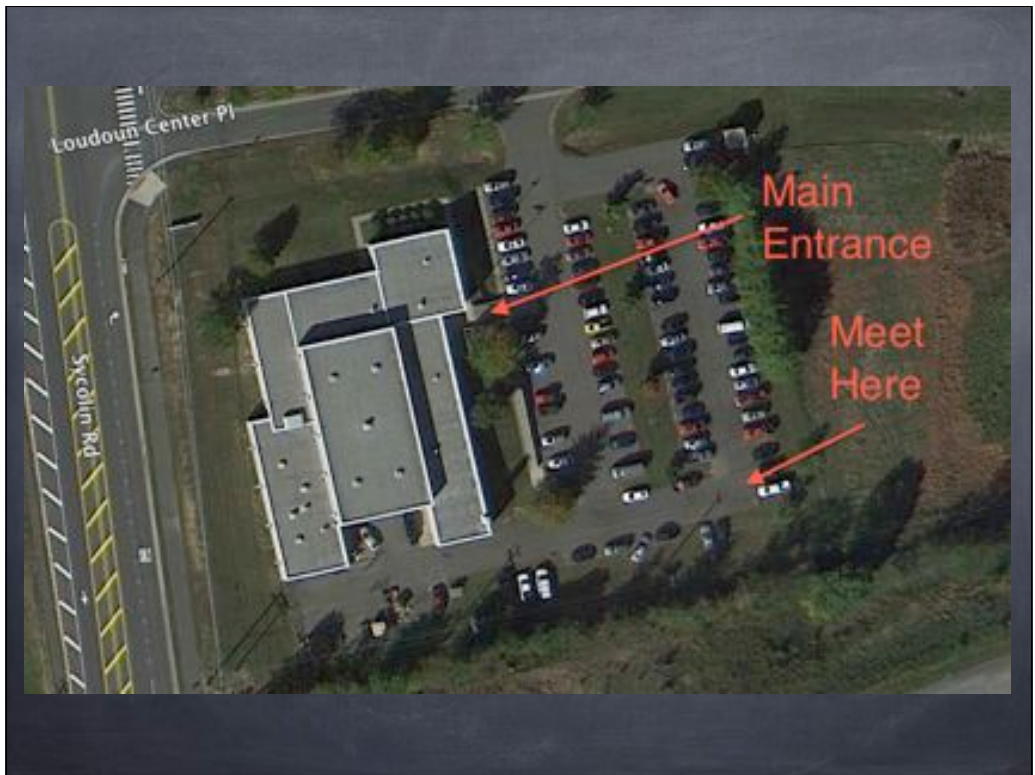 Loudoun Center Pl
Main
Entrance
Meet
Here
Sycolin Rd